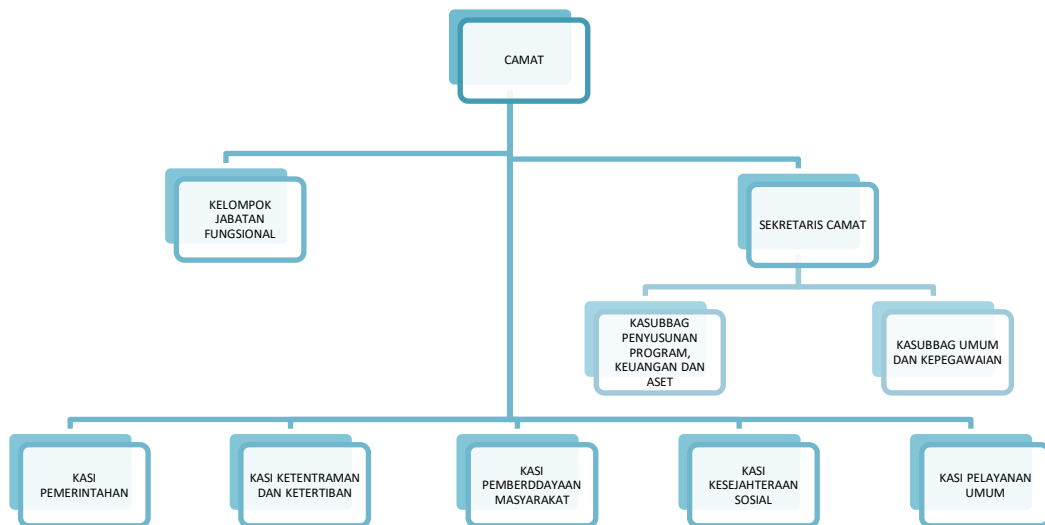 CAMAT
KELOMPOK
JABATAN
FUNGSIONAL
SEKRETARIS CAMAT
KASUBBAG
PENYUSUNAN
PROGRAM,
KEUANGAN DAN
ASET
KASUBBAG UMUM
DAN KEPEGAWAIAN
KASI
PEMERINTAHAN
KASI KETENTRAMAN
DAN KETERTIBAN
KASI
PEMBERDDAYAAN
MASYARAKAT
KASI
KESEJAHTERAAN
SOSIAL
KASI PELAYANAN
UMUM